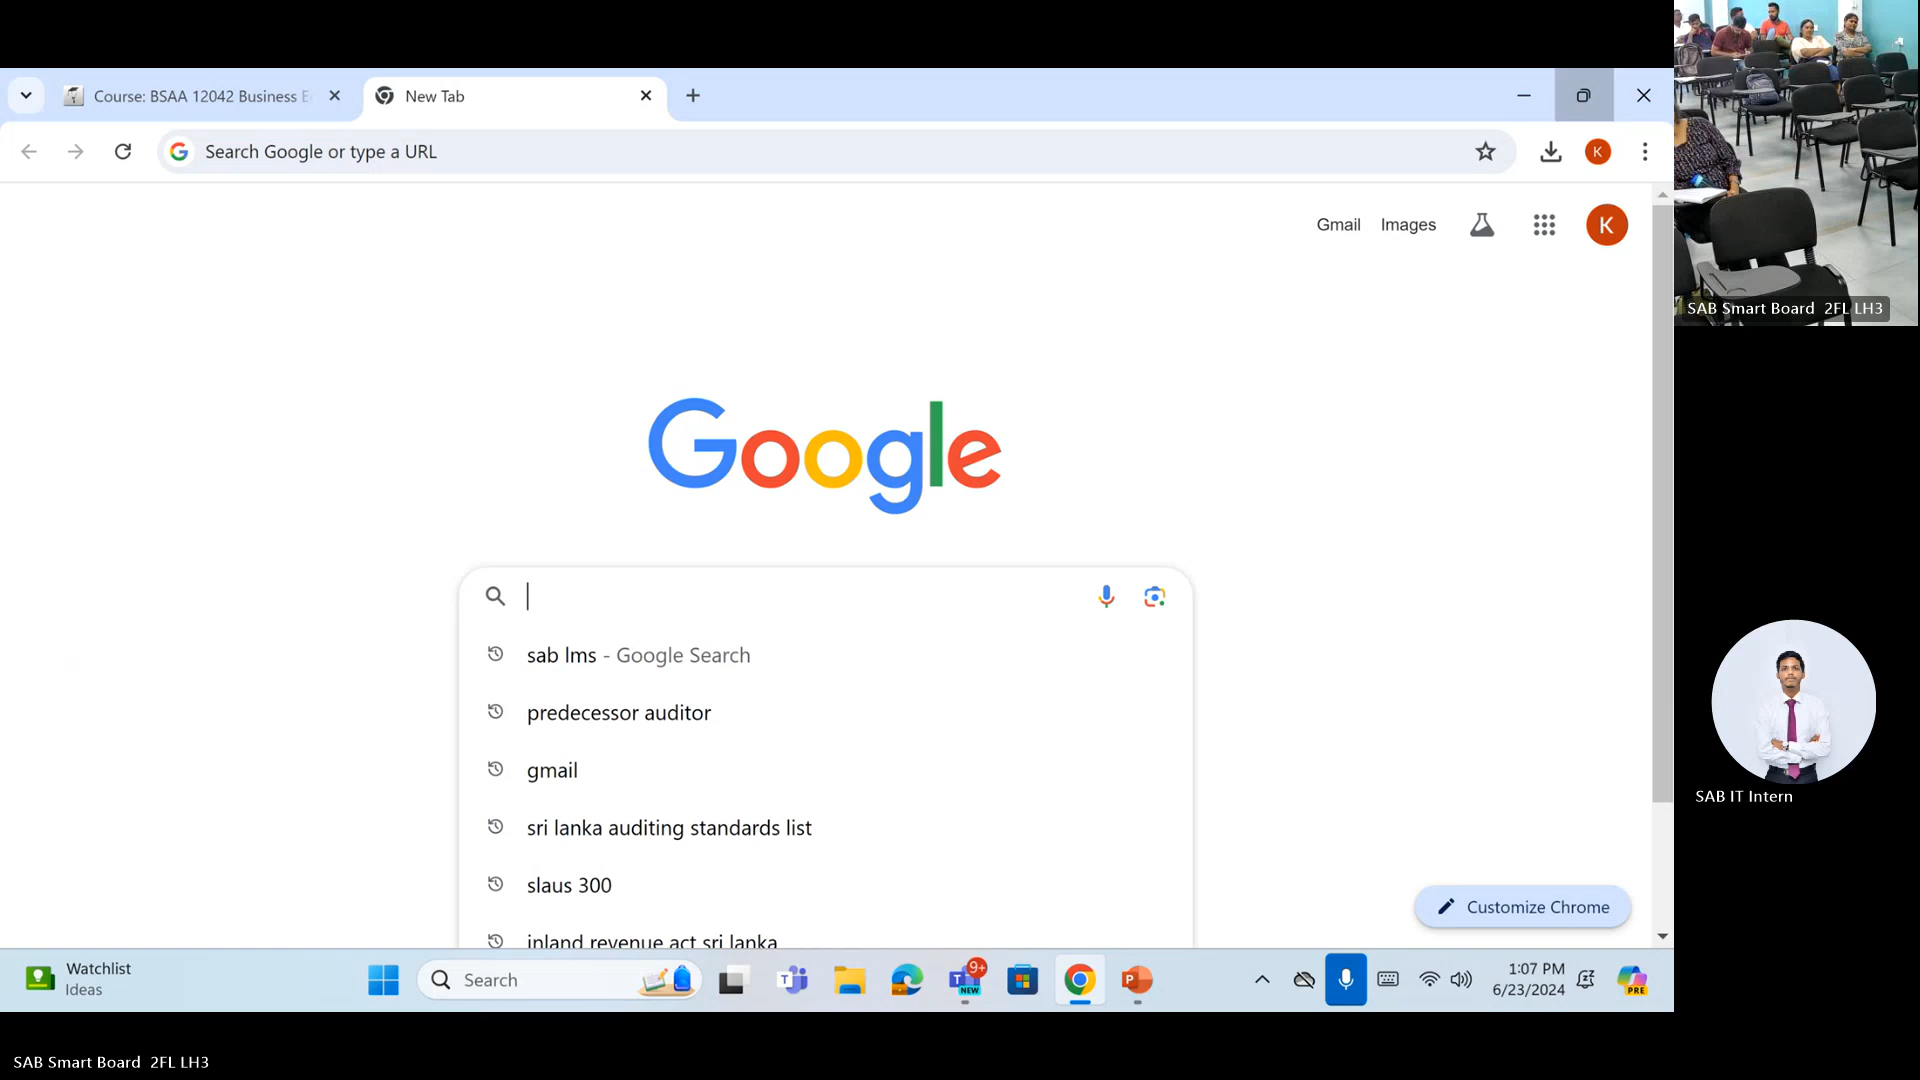 Course: BSAA 12042 Business E
New Tab
Search Google or type a URL
K
Gmail Images
K
Google
sab lms - Google Search
predecessor auditor
gmail
sri lanka auditing standards list
slaus 300
inland revenue act sri lanka
Customize Chrome
Watchlist
Ideas
Search
T
9+
T
NEW
P
1:07 PM
6/23/2024
PRE
SAB Smart Board 2FL LH3
SAB IT Intern
SAB Smart Board 2FL LH3